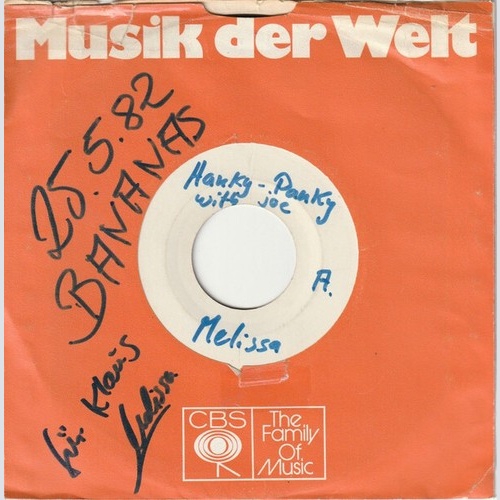 Musik der Welt
25.5.82
BANANAS
für Klaus
Melissa
Hanky-Panky
with joe
A.
Melissa
CBS
The
Family
Of
Music